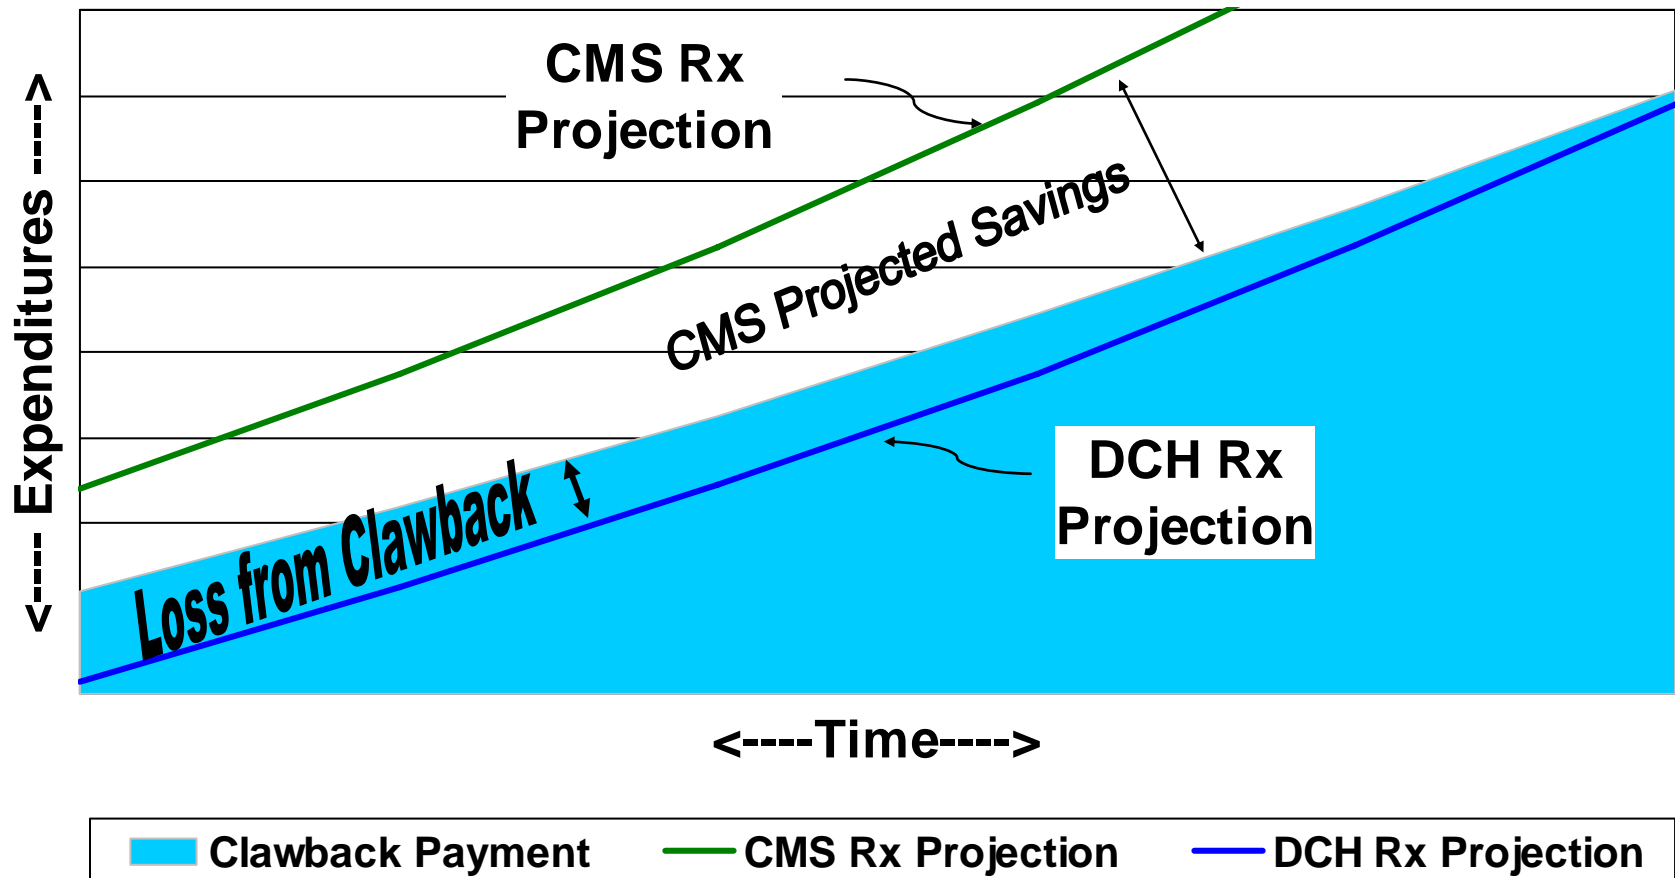 CMS Rx
Projection
<---- Expenditures ---->
CMS Projected Savings
Loss from Clawback
DCH Rx
Projection
<----Time---->
Clawback Payment
CMS Rx Projection
DCH Rx Projection